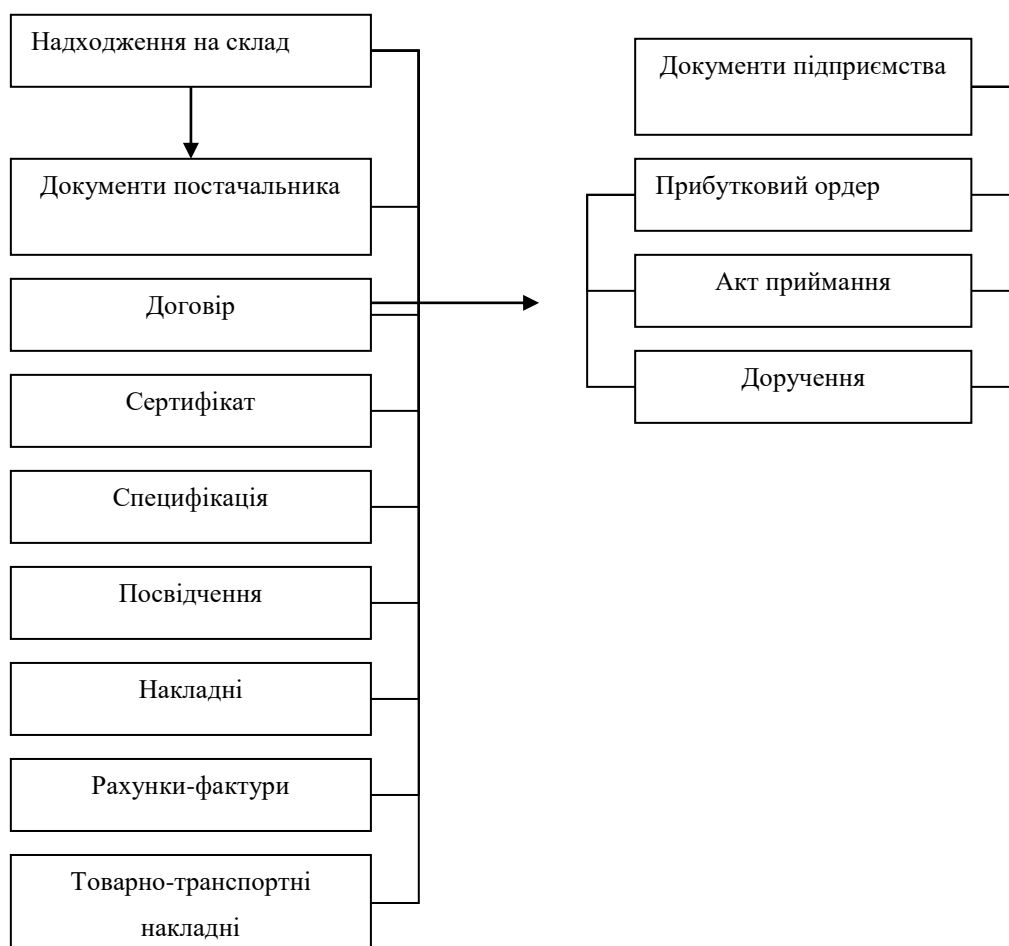 Надходження на склад
Документи постачальника
Договір
Сертифікат
Специфікація
Посвідчення
Накладні
Рахунки-фактури
Товарно-транспортні
накладні
Документи підприємства
Прибутковий ордер
Акт приймання
Доручення